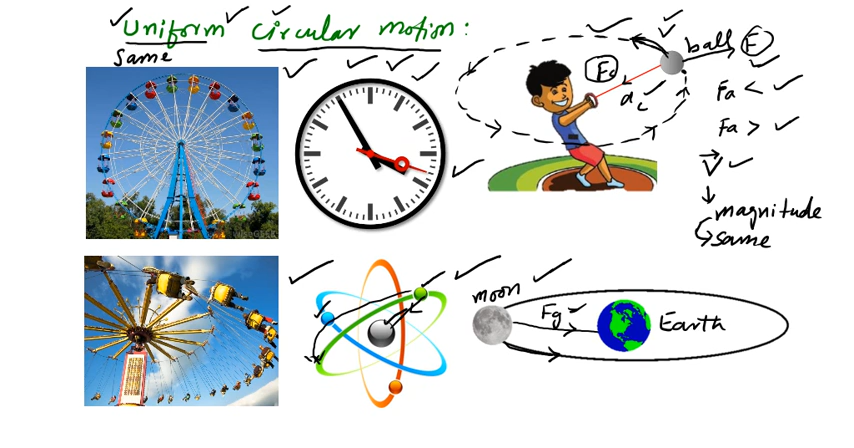 Uniform Circular motion:
Same
ball F
Fc
ac
Fa <
Fa >
V
magnitude
same
moon
Fg
Earth